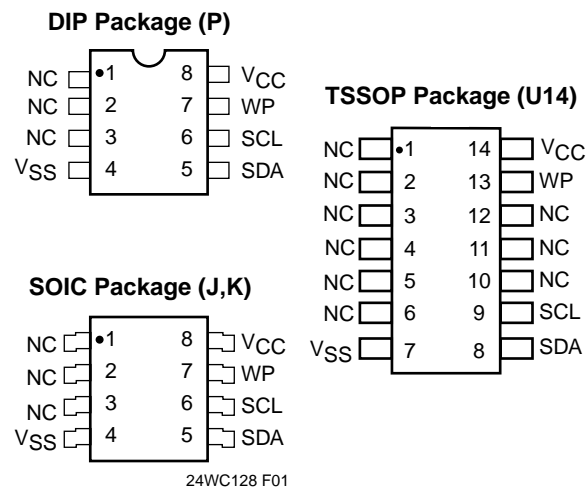 DIP Package (P)
NC 1 8 VCC
NC 2 7 WP
NC 3 6 SCL
VSS 4 5 SDA
SOIC Package (J,K)
NC 1 8 VCC
NC 2 7 WP
NC 3 6 SCL
VSS 4 5 SDA
24WC128 F01
TSSOP Package (U14)
NC 1 14 VCC
NC 2 13 WP
NC 3 12 NC
NC 4 11 NC
NC 5 10 NC
NC 6 9 SCL
VSS 7 8 SDA